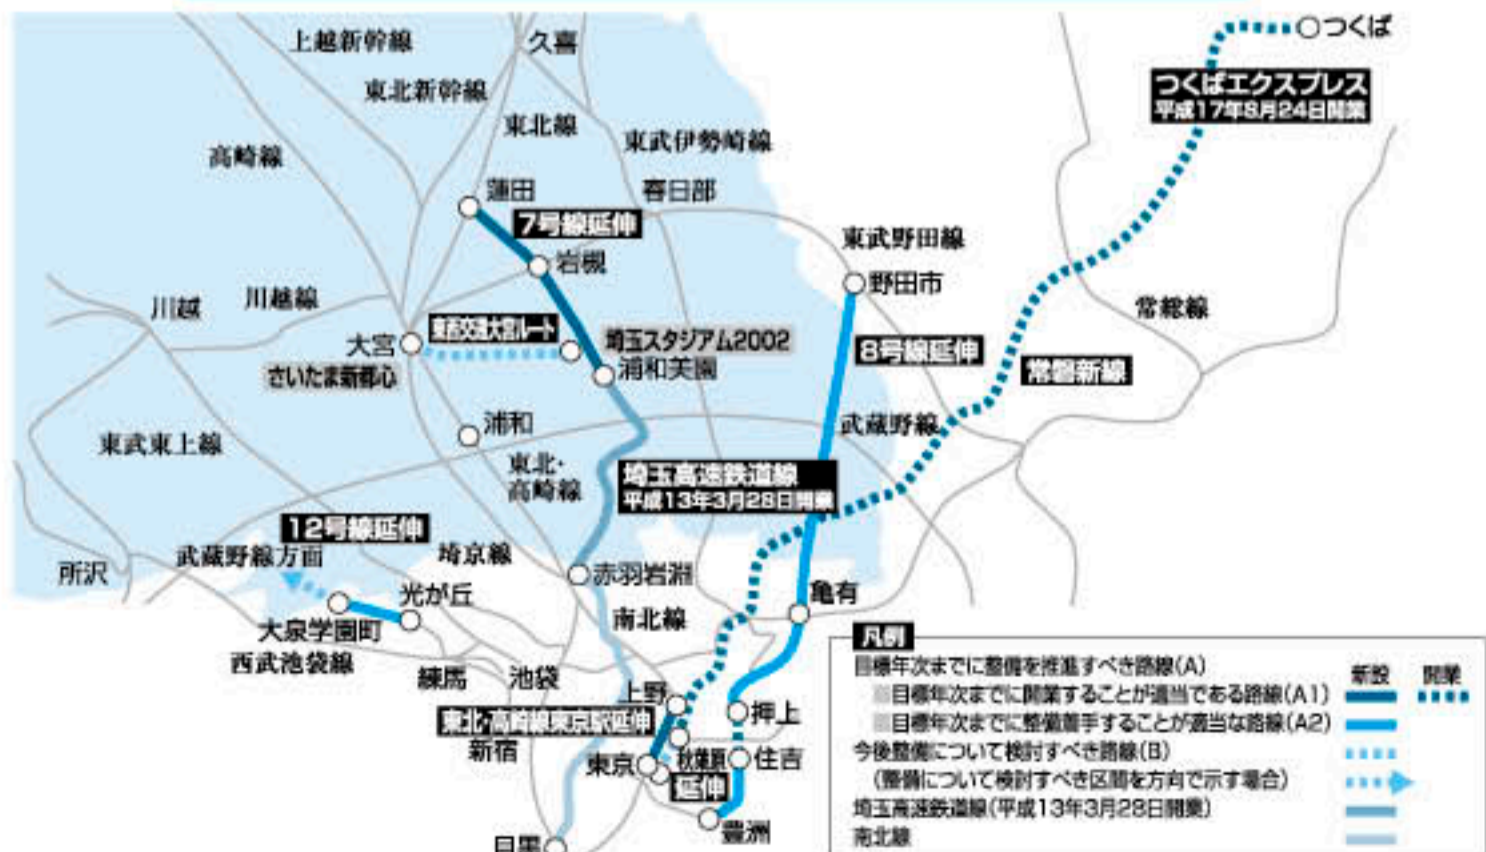 つくば
つくばエクスプレス
平成17年8月24日開業
上越新幹線
久喜
東北新幹線
東北線
東武伊勢崎線
高崎線
蓮田
春日部
7号線延伸
東武野田線
岩槻
野田市
川越
川越線
常総線
東西交通大宮ルート
埼玉スタジアム2002
大宮
8号線延伸
さいたま新都心
浦和美園
常磐新線
浦和
武蔵野線
東武東上線
東北・
高崎線
埼玉高速鉄道線
平成13年3月28日開業
12号線延伸
武蔵野線方面
埼京線
所沢
光が丘
赤羽岩淵
亀有
大泉学園町
南北線
西武池袋線
練馬
池袋
上野
押上
東北・高崎線東京駅延伸
新宿
東京
秋葉原
住吉
延伸
豊洲
目黒
凡例
目標年次までに整備を推進すべき路線(A)
新設
開業
目標年次までに開業することが適当である路線(A1)
目標年次までに整備着手することが適当な路線(A2)
今後整備について検討すべき路線(B)
(整備について検討すべき区間を方向で示す場合)
埼玉高速鉄道線(平成13年3月28日開業)
南北線